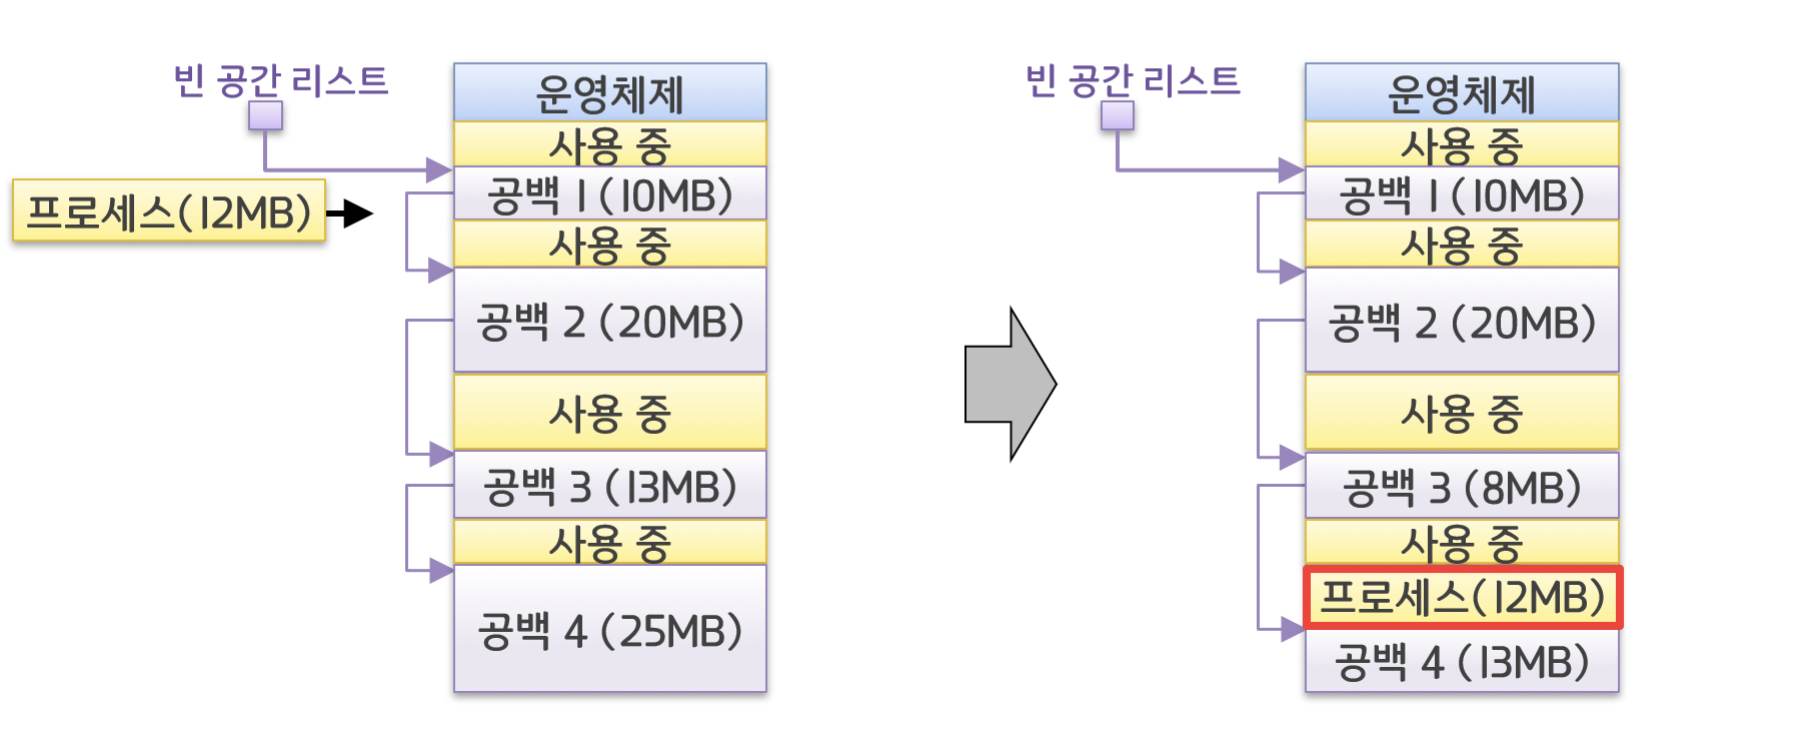 빈 공간 리스트
프로세스(12MB)
운영체제
사용 중
공백 1 (10MB)
사용 중
공백 2 (20MB)
사용 중
공백 3 (13MB)
사용 중
공백 4 (25MB)
빈 공간 리스트
운영체제
사용 중
공백 1 (10MB)
사용 중
공백 2 (20MB)
사용 중
공백 3 (8MB)
사용 중
프로세스(12MB)
공백 4 (13MB)